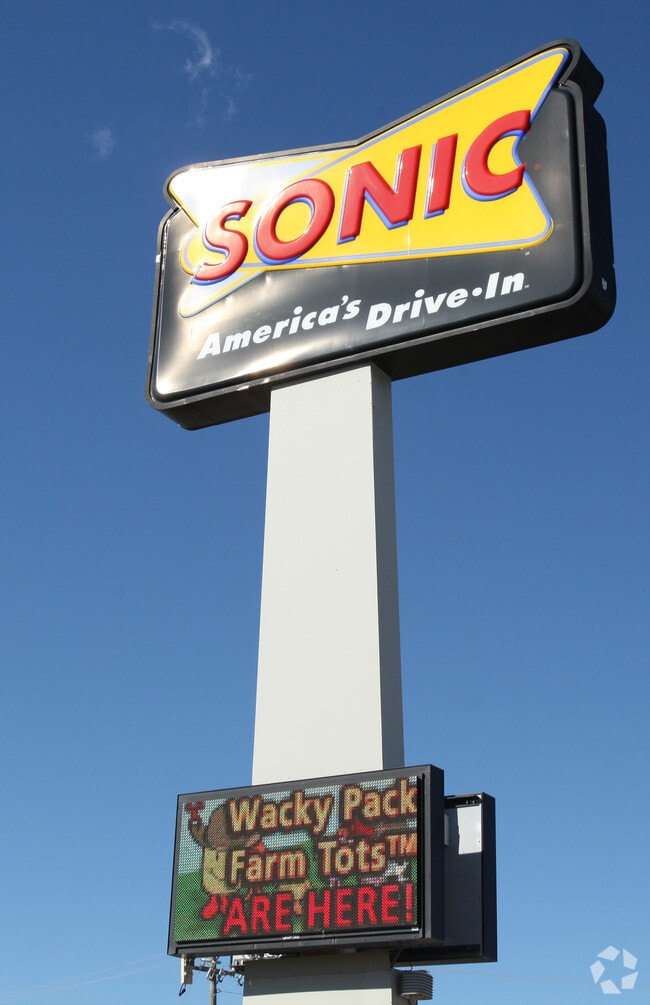 SONIC
America's Drive-In
Wacky Pack
Farm Tots™
ARE HERE!